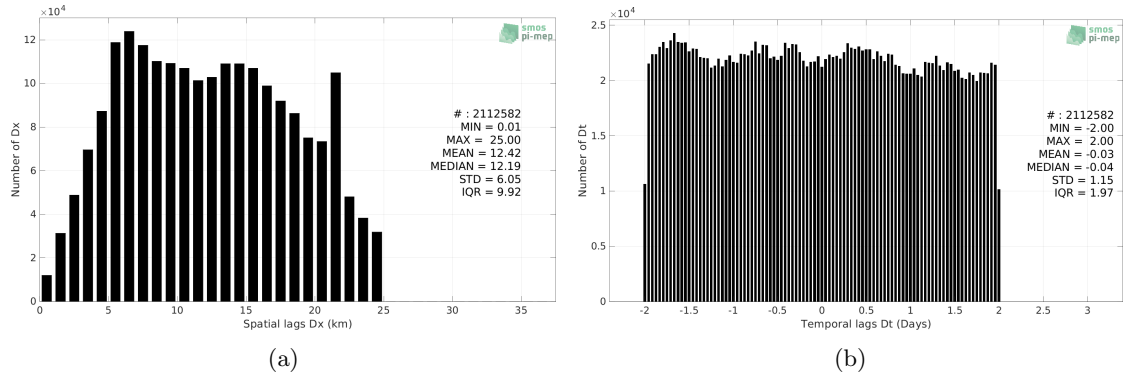 ×10⁴
smos
pi-mep
12
10
8
6
4
2
0
Number of Dx
# : 2112582
MIN = 0.01
MAX = 25.00
MEAN = 12.42
MEDIAN = 12.19
STD = 6.05
IQR = 9.92
0 5 10 15 20 25 30 35
Spatial lags Dx (km)
(a)
×10⁴
smos
pi-mep
2.5
2
1.5
1
0.5
0
Number of Dt
# : 2112582
MIN = -2.00
MAX = 2.00
MEAN = -0.03
MEDIAN = -0.04
STD = 1.15
IQR = 1.97
-2 -1.5 -1 -0.5 0 0.5 1 1.5 2 2.5 3
Temporal lags Dt (Days)
(b)